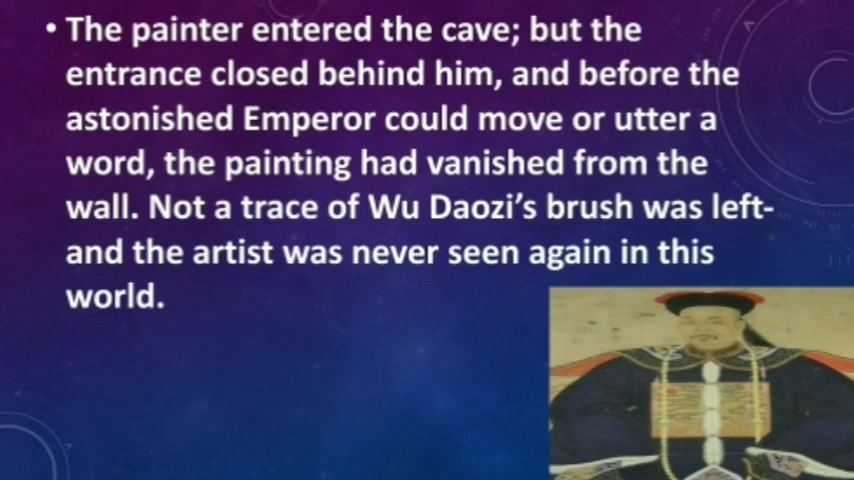 • The painter entered the cave; but the
entrance closed behind him, and before the
astonished Emperor could move or utter a
word, the painting had vanished from the
wall. Not a trace of Wu Daozi’s brush was left-
and the artist was never seen again in this
world.